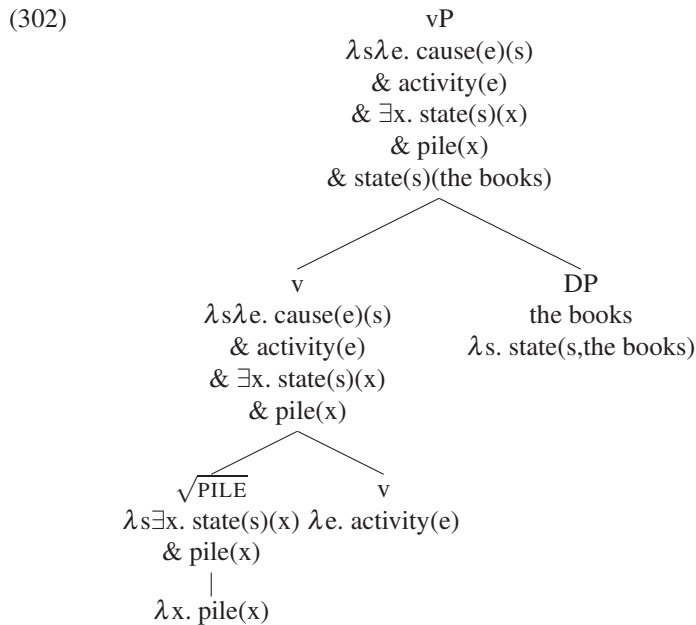 (302) vP
λsλe. cause(e)(s)
& activity(e)
& ∃x. state(s)(x)
& pile(x)
& state(s)(the books)
v DP
λsλe. cause(e)(s) the books
& activity(e) λs. state(s,the books)
& ∃x. state(s)(x)
& pile(x)
√PILE v
λs∃x. state(s)(x) λe. activity(e)
& pile(x)
λx. pile(x)